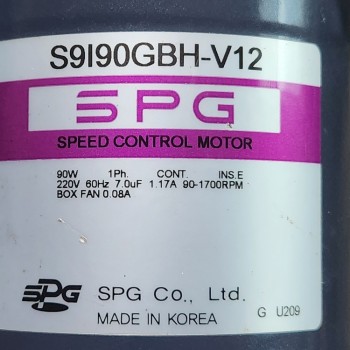 S9I90GBH-V12
SPG
SPEED CONTROL MOTOR
90W 1Ph. CONT. INS.E
220V 60Hz 7.0uF 1.17A 90-1700RPM
BOX FAN 0.08A
SPG SPG Co., Ltd.
MADE IN KOREA G U209